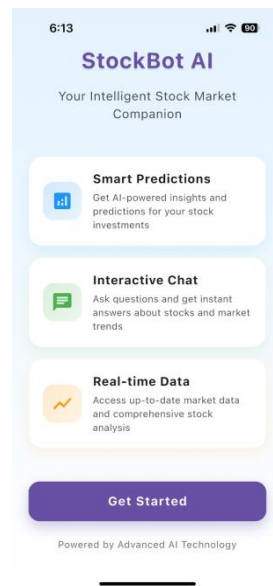 6:13
90
StockBot AI
Your Intelligent Stock Market
Companion
Smart Predictions
Get AI-powered insights and
predictions for your stock
investments
Interactive Chat
Ask questions and get instant
answers about stocks and market
trends
Real-time Data
Access up-to-date market data
and comprehensive stock
analysis
Get Started
Powered by Advanced AI Technology